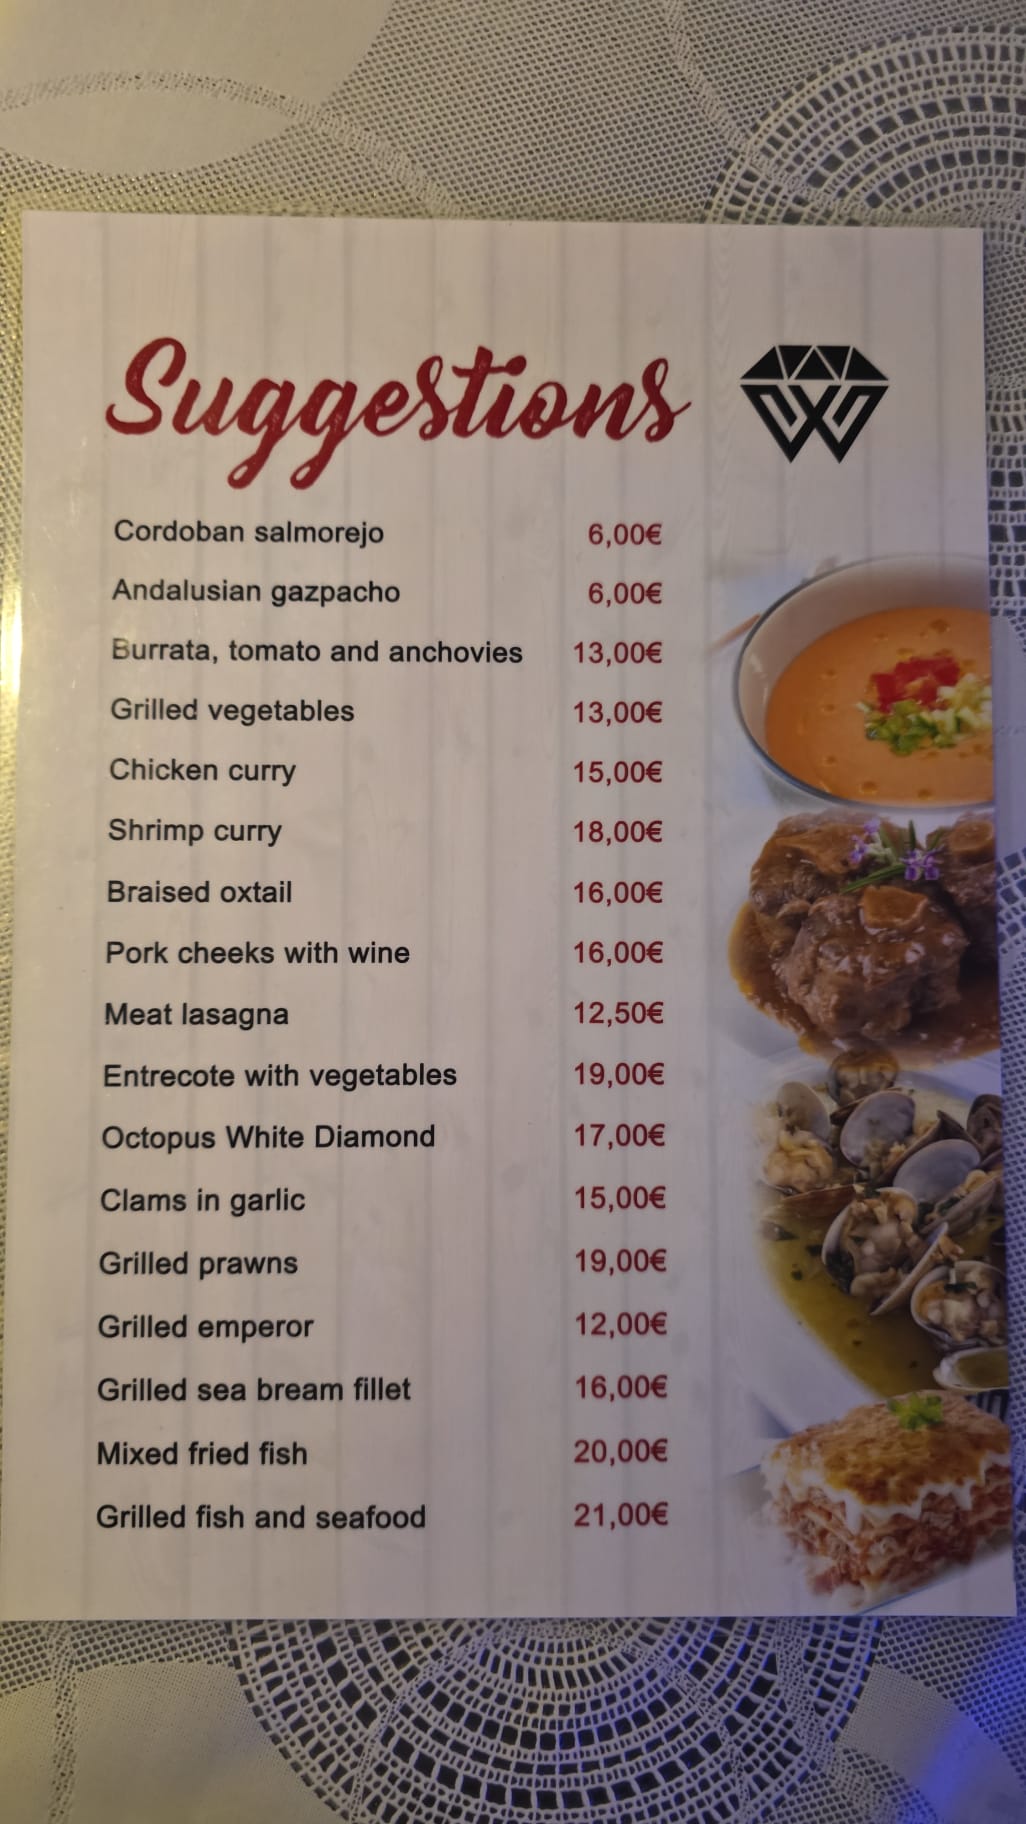 Suggestions
Cordoban salmorejo 6,00€
Andalusian gazpacho 6,00€
Burrata, tomato and anchovies 13,00€
Grilled vegetables 13,00€
Chicken curry 15,00€
Shrimp curry 18,00€
Braised oxtail 16,00€
Pork cheeks with wine 16,00€
Meat lasagna 12,50€
Entrecote with vegetables 19,00€
Octopus White Diamond 17,00€
Clams in garlic 15,00€
Grilled prawns 19,00€
Grilled emperor 12,00€
Grilled sea bream fillet 16,00€
Mixed fried fish 20,00€
Grilled fish and seafood 21,00€